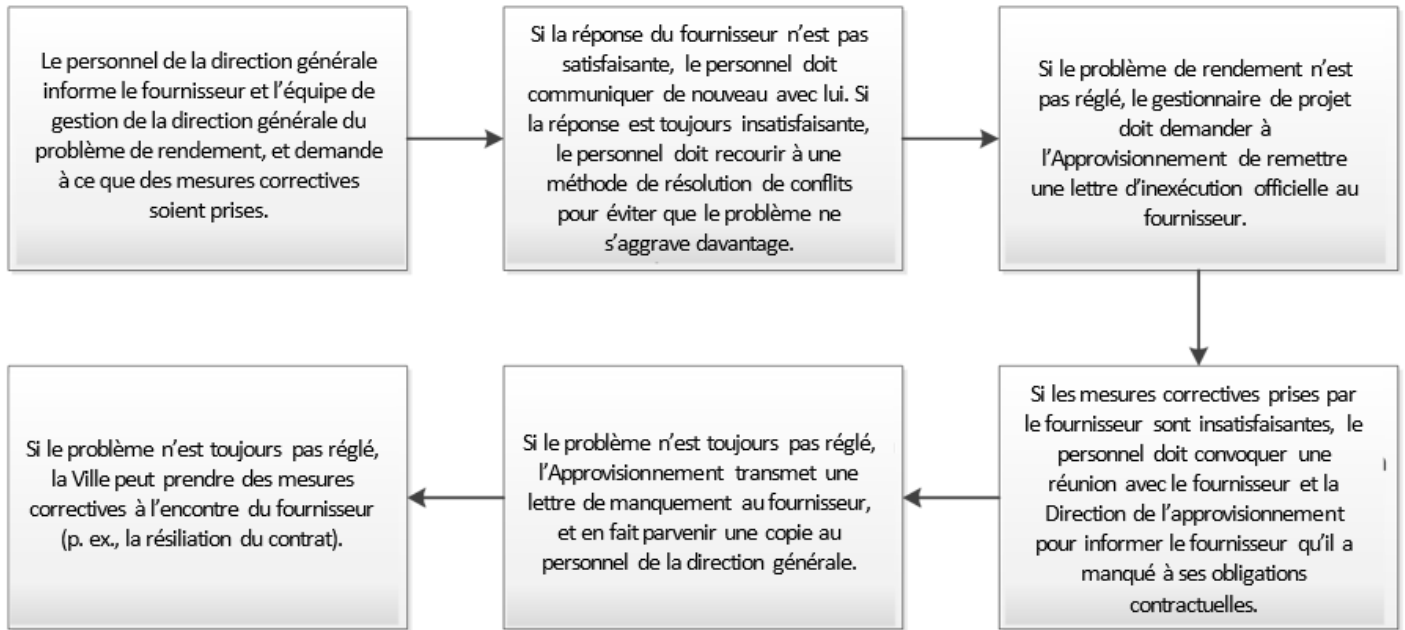 Le personnel de la direction générale
informe le fournisseur et l’équipe de
gestion de la direction générale du
problème de rendement, et demande
à ce que des mesures correctives
soient prises.
Si la réponse du fournisseur n’est pas
satisfaisante, le personnel doit
communiquer de nouveau avec lui. Si
la réponse est toujours insatisfaisante,
le personnel doit recourir à une
méthode de résolution de conflits
pour éviter que le problème ne
s’aggrave davantage.
Si le problème de rendement n’est
pas réglé, le gestionnaire de projet
doit demander à
l’Approvisionnement de remettre
une lettre d’inexécution officielle au
fournisseur.
Si les mesures correctives prises par
le fournisseur sont insatisfaisantes, le
personnel doit convoquer une
réunion avec le fournisseur et la
Direction de l’approvisionnement
pour informer le fournisseur qu’il a
manqué à ses obligations
contractuelles.
Si le problème n’est toujours pas réglé,
l’Approvisionnement transmet une
lettre de manquement au fournisseur,
et en fait parvenir une copie au
personnel de la direction générale.
Si le problème n’est toujours pas réglé,
la Ville peut prendre des mesures
correctives à l’encontre du fournisseur
(p. ex., la résiliation du contrat).